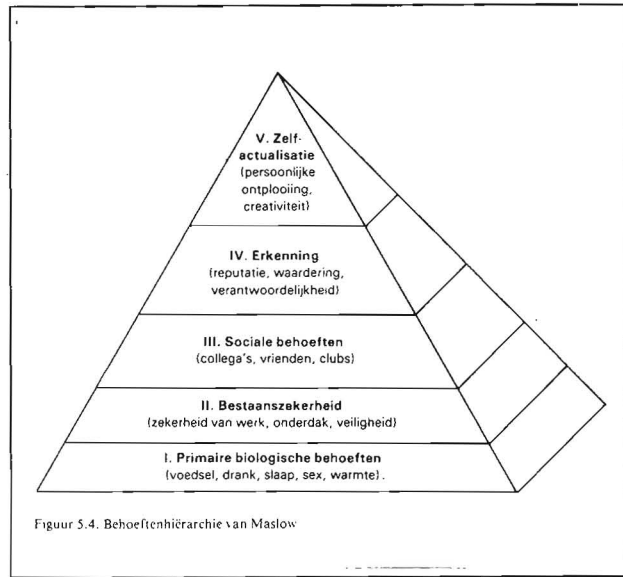 V. Zelf-
actualisatie
(persoonlijke
ontplooiing,
creativiteit)
IV. Erkenning
(reputatie, waardering,
verantwoordelijkheid)
III. Sociale behoeften
(collega's, vrienden, clubs)
II. Bestaanszekerheid
(zekerheid van werk, onderdak, veiligheid)
I. Primaire biologische behoeften
(voedsel, drank, slaap, sex, warmte).
Figuur 5.4. Behoeftenhiërarchie van Maslow